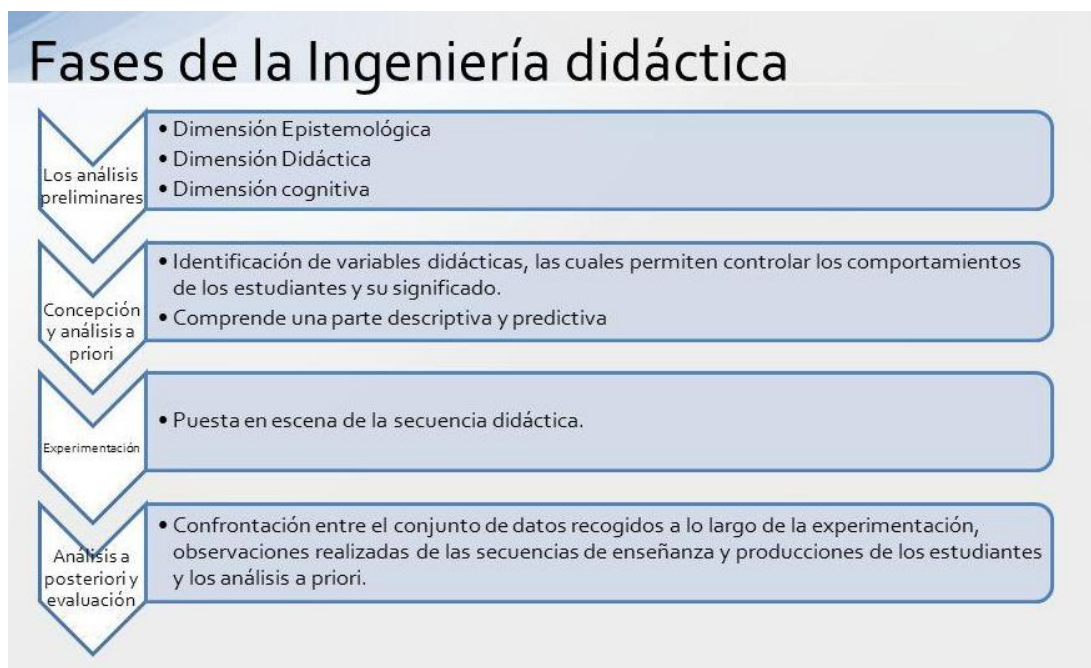 Fases de la Ingeniería didáctica
Los análisis
preliminares
• Dimensión Epistemológica
• Dimensión Didáctica
• Dimensión cognitiva
Concepción
y análisis a
priori
• Identificación de variables didácticas, las cuales permiten controlar los comportamientos
de los estudiantes y su significado.
• Comprende una parte descriptiva y predictiva
Experimentación
• Puesta en escena de la secuencia didáctica.
Análisis a
posteriori y
evaluación
• Confrontación entre el conjunto de datos recogidos a lo largo de la experimentación,
observaciones realizadas de las secuencias de enseñanza y producciones de los estudiantes
y los análisis a priori.